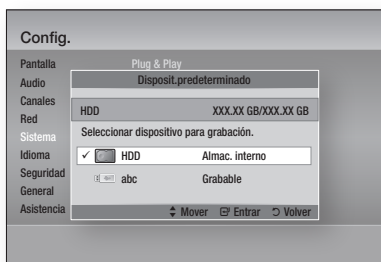 Config.
Pantalla
Plug & Play
Audio
Canales
Red
Sistema
Idioma
Seguridad
General
Asistencia
Disposit.predeterminado
HDD XXX.XX GB/XXX.XX GB
Seleccionar dispositivo para grabación.
✓ HDD Almac. interno
abc Grabable
Mover Entrar Volver